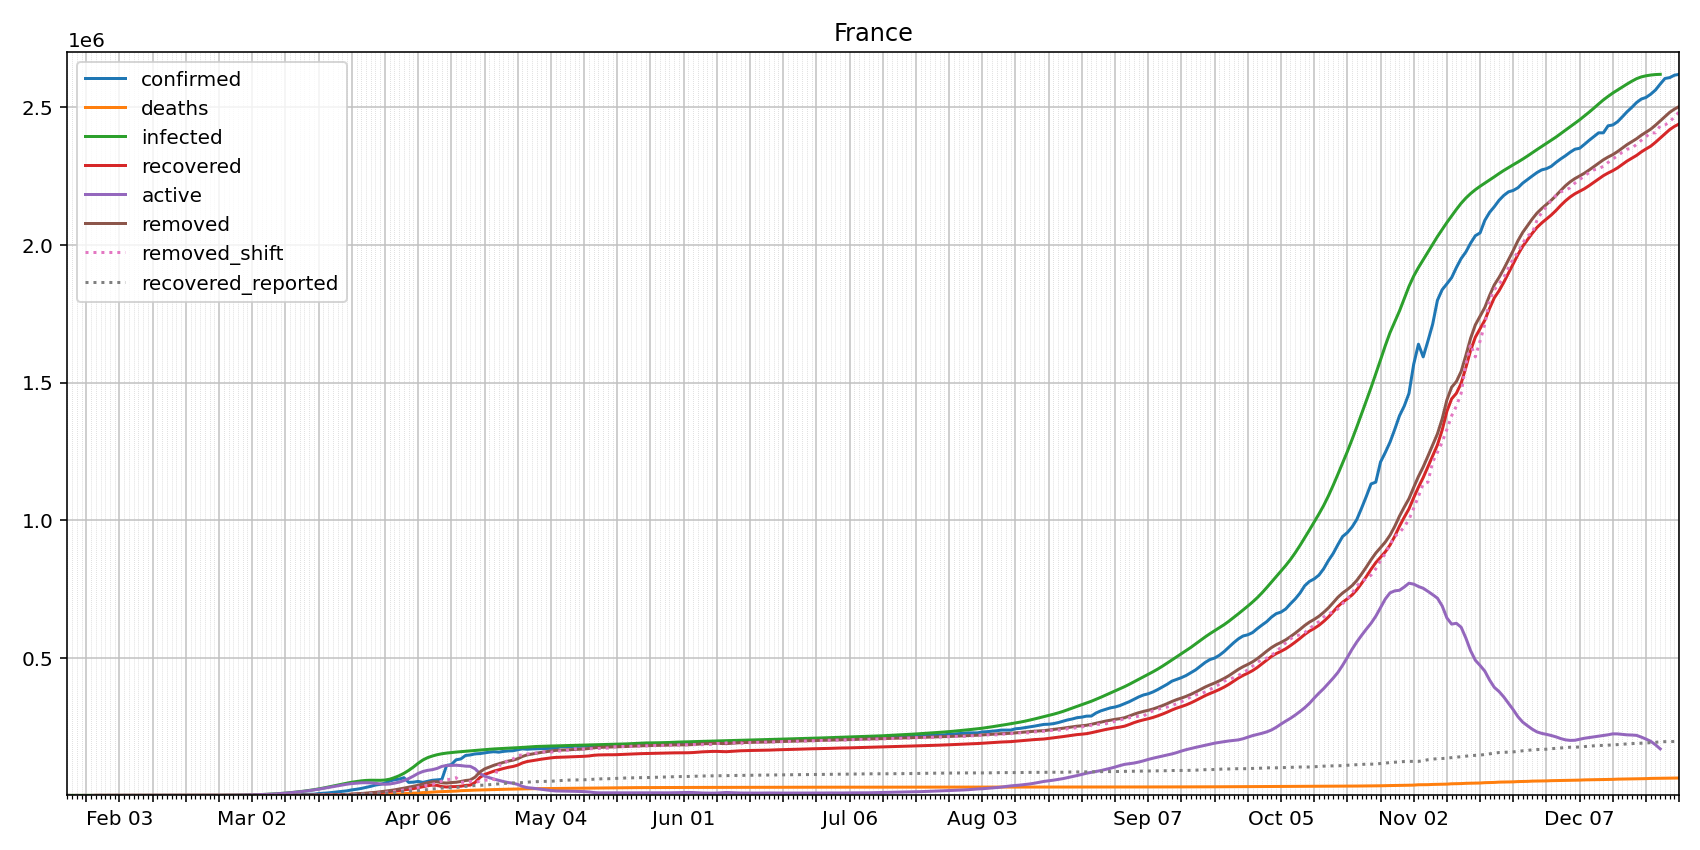 France
1e6
confirmed
deaths
infected
recovered
active
removed
removed_shift
recovered_reported
2.5
2.0
1.5
1.0
0.5
Feb 03 Mar 02 Apr 06 May 04 Jun 01 Jul 06 Aug 03 Sep 07 Oct 05 Nov 02 Dec 07